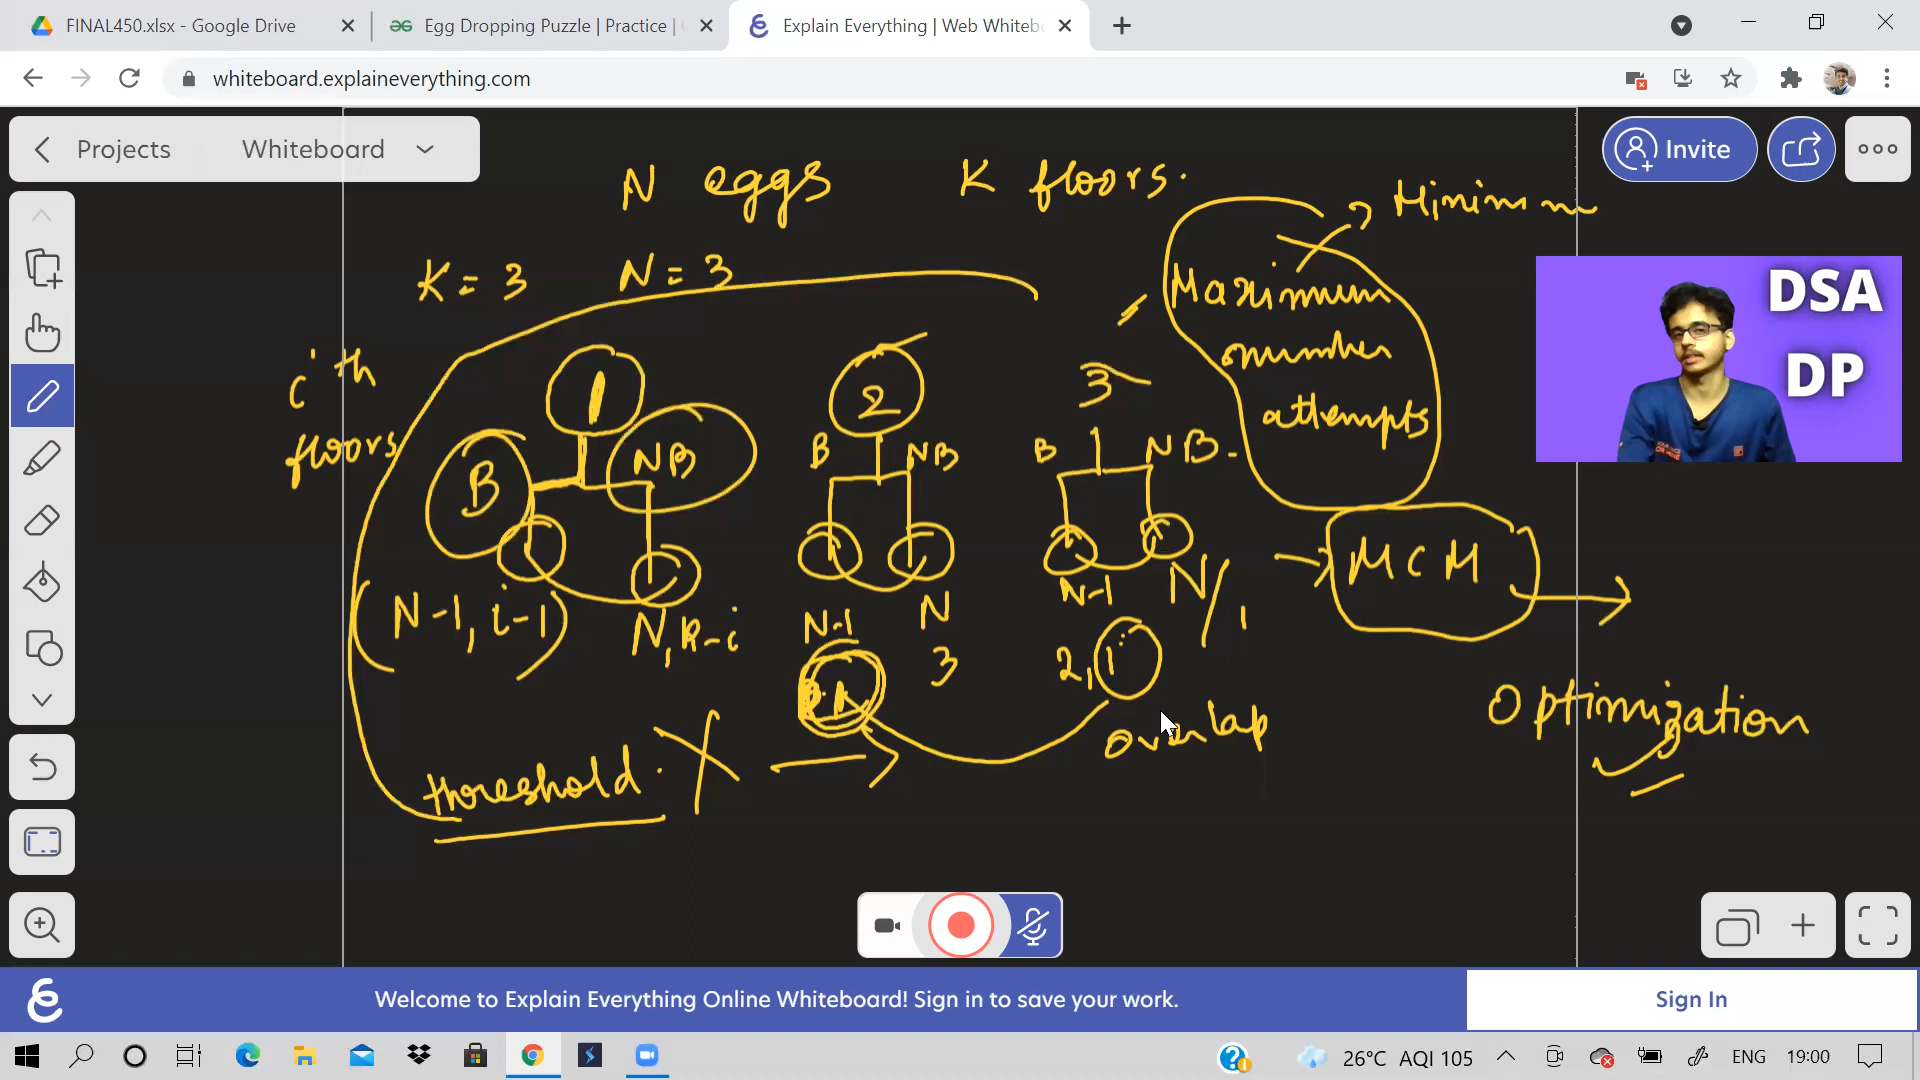 FINAL450.xlsx - Google Drive
Egg Dropping Puzzle | Practice |
Explain Everything | Web Whitebo
whiteboard.explaineverything.com
Projects
Whiteboard
Invite
N eggs K floors.
Minimum
K = 3 N = 3
Maximum
number
attempts
DSA
DP
i'th
floors
1
2
3
B
NB
B
NB
B
NB
(N-1, i-1)
N, K-i
N-1
N
N-1
N/1
MCM
3
2,1
threshold.
overlap
Optimization
Welcome to Explain Everything Online Whiteboard! Sign in to save your work.
Sign In
26°C AQI 105
ENG
19:00